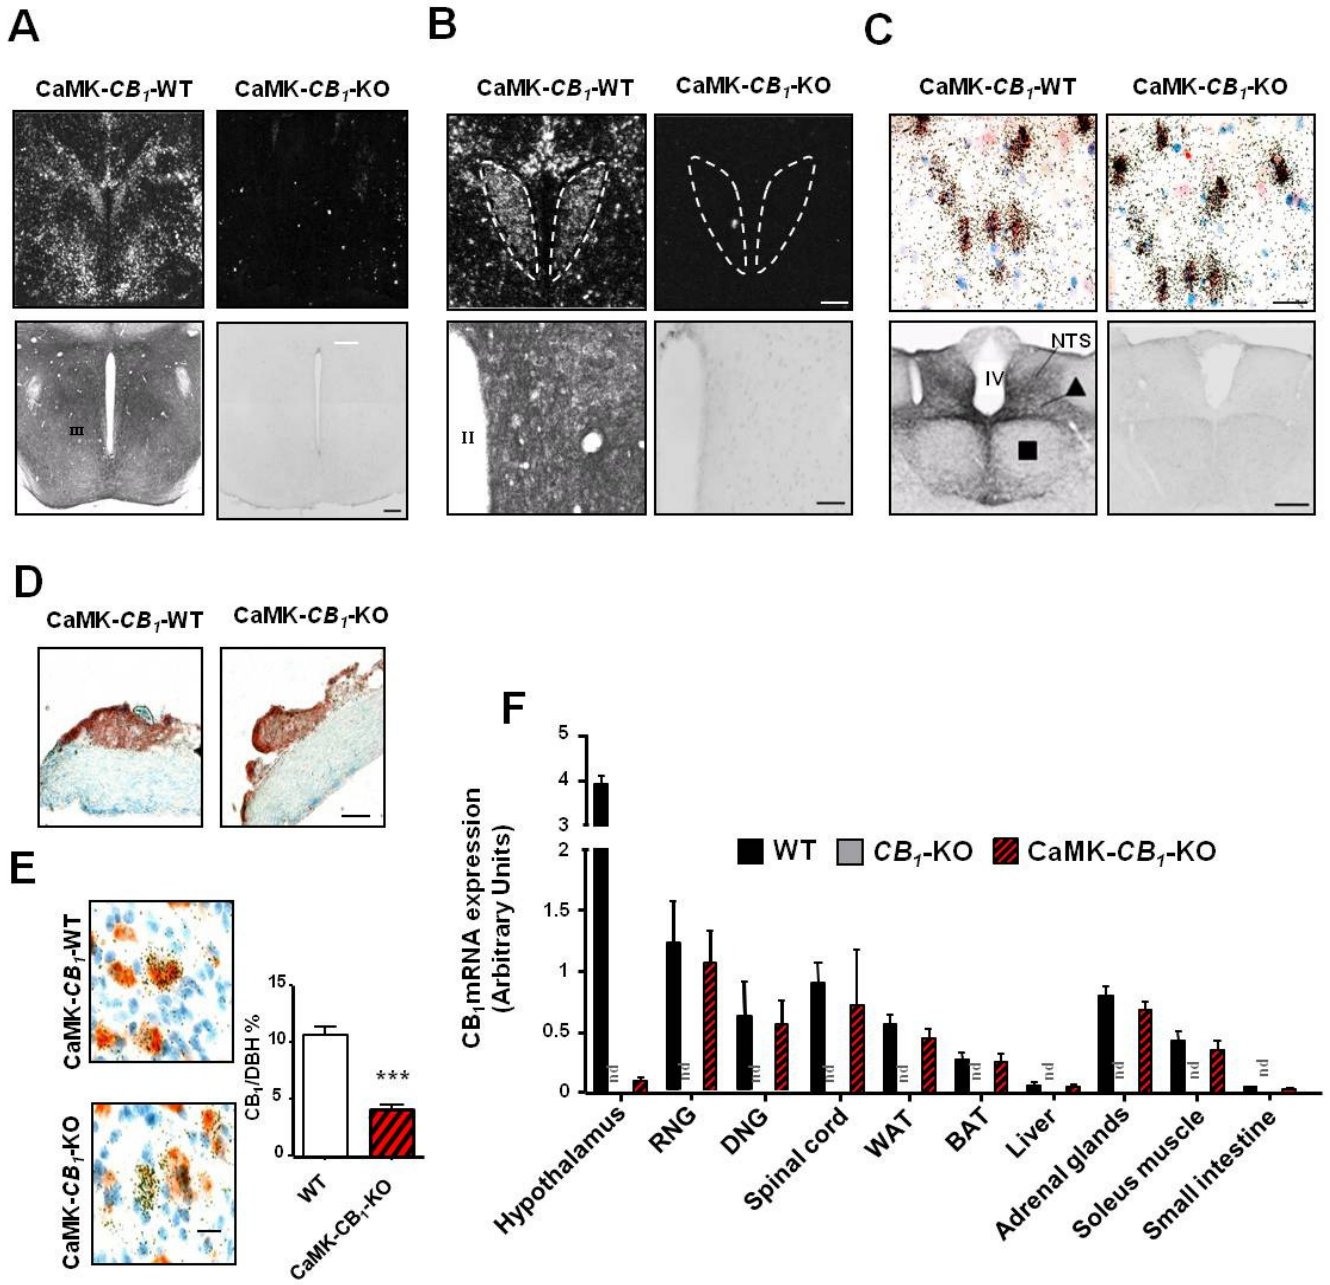 A
B
C
CaMK-CB₁-WT
CaMK-CB₁-KO
CaMK-CB₁-WT
CaMK-CB₁-KO
CaMK-CB₁-WT
CaMK-CB₁-KO
III
II
NTS
IV
D
CaMK-CB₁-WT
CaMK-CB₁-KO
E
CaMK-CB₁-WT
CaMK-CB₁-KO
CB₁/DBH %
15
10
5
0
***
WT
CaMK-CB₁-KO
F
CB₁mRNA expression
(Arbitrary Units)
5
4
3
2
1.5
1
0.5
0
WT
CB₁-KO
CaMK-CB₁-KO
nd
nd
nd
nd
nd
nd
nd
nd
nd
nd
Hypothalamus
RNG
DNG
Spinal cord
WAT
BAT
Liver
Adrenal glands
Soleus muscle
Small intestine